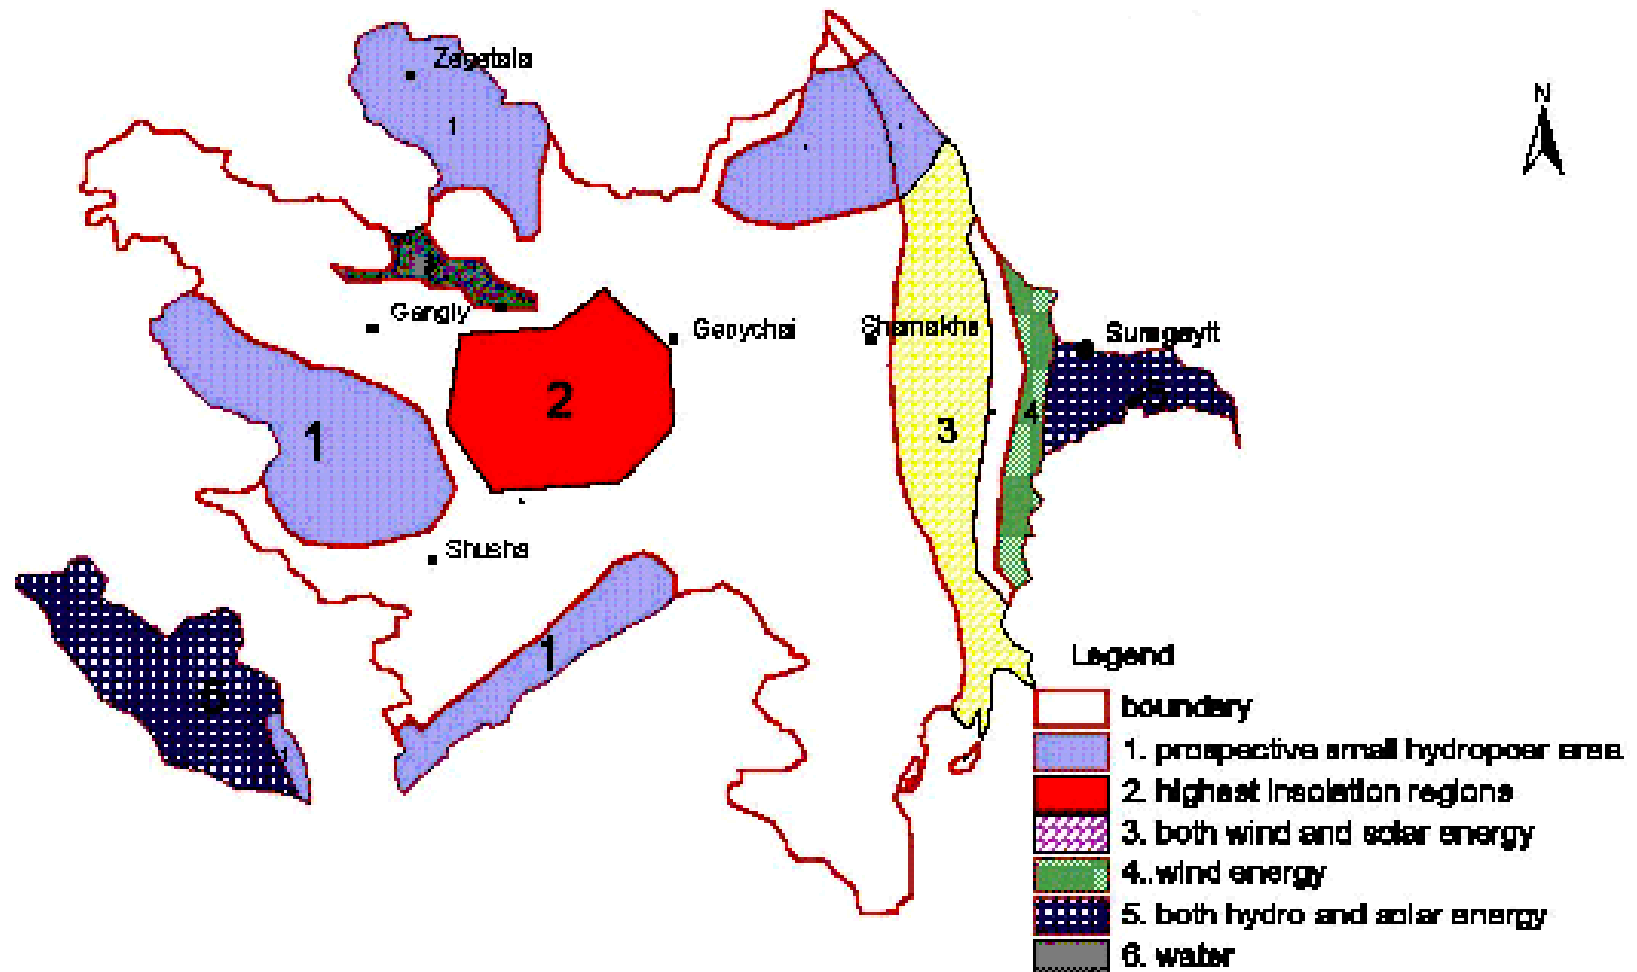 Zagatala
1
N
Gangly
Geoychai
Shamakha
Sumgayit
2
1
3
4
5
Shusha
1
5
1
Legend
boundary
1. prospective small hydropoer area
2. highest insolation regions
3. both wind and solar energy
4..wind energy
5. both hydro and solar energy
6. water